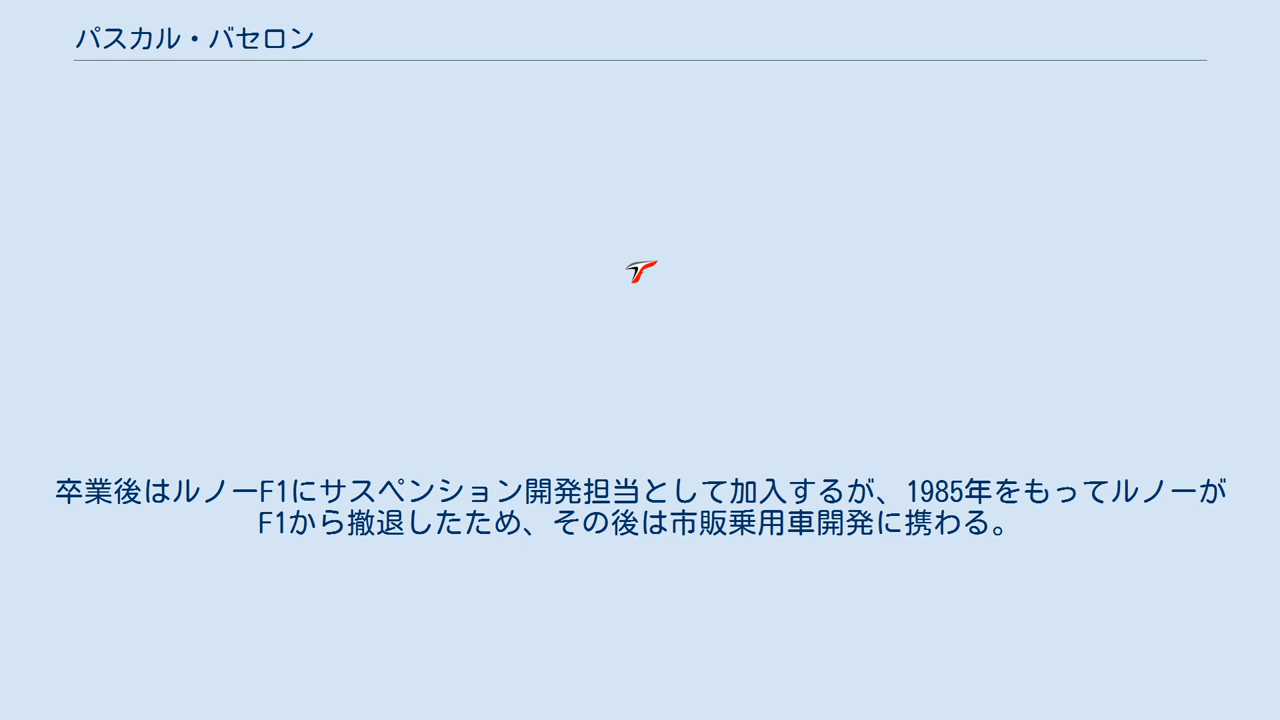 パスカル・バセロン
卒業後はルノーF1にサスペンション開発担当として加入するが、1985年をもってルノーが
F1から撤退したため、その後は市販乗用車開発に携わる。